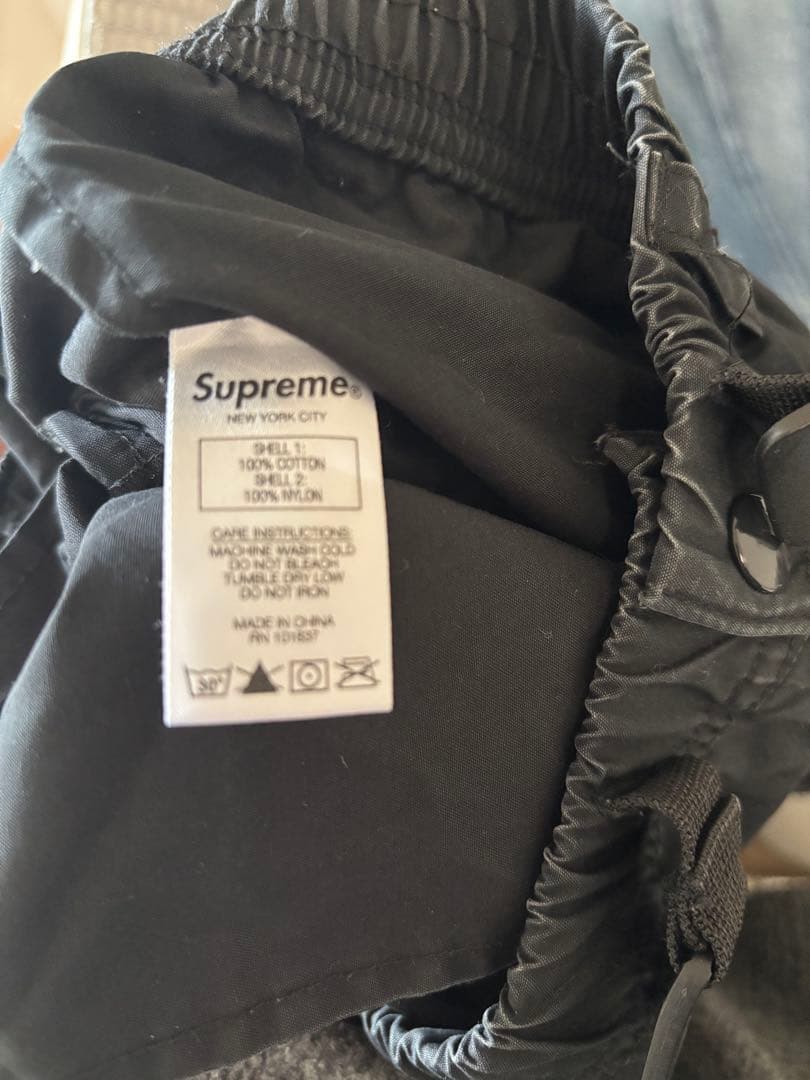 Supreme®
NEW YORK CITY
SHELL 1:
100% COTTON
SHELL 2:
100% NYLON
CARE INSTRUCTIONS:
MACHINE WASH COLD
DO NOT BLEACH
TUMBLE DRY LOW
DO NOT IRON
MADE IN CHINA
RN 101837
30°